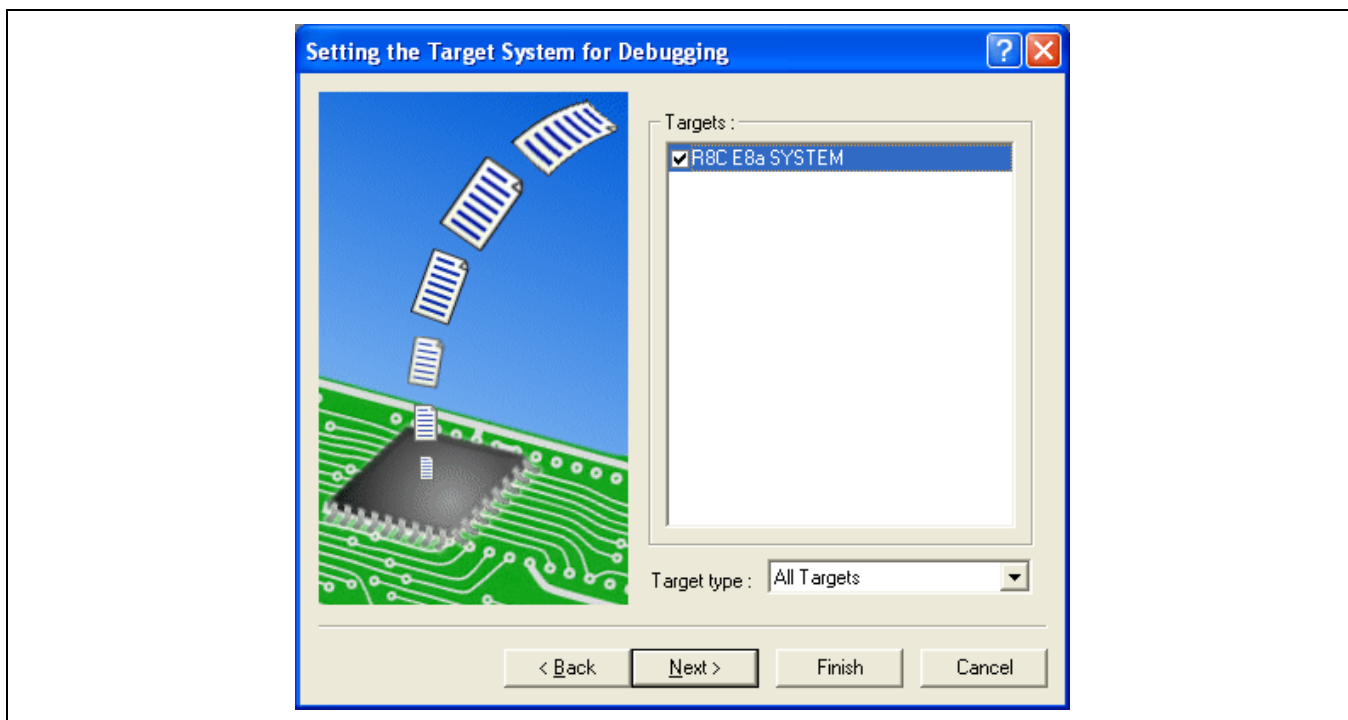 Setting the Target System for Debugging
Targets :
R8C E8a SYSTEM
Target type :
All Targets
< Back
Next >
Finish
Cancel